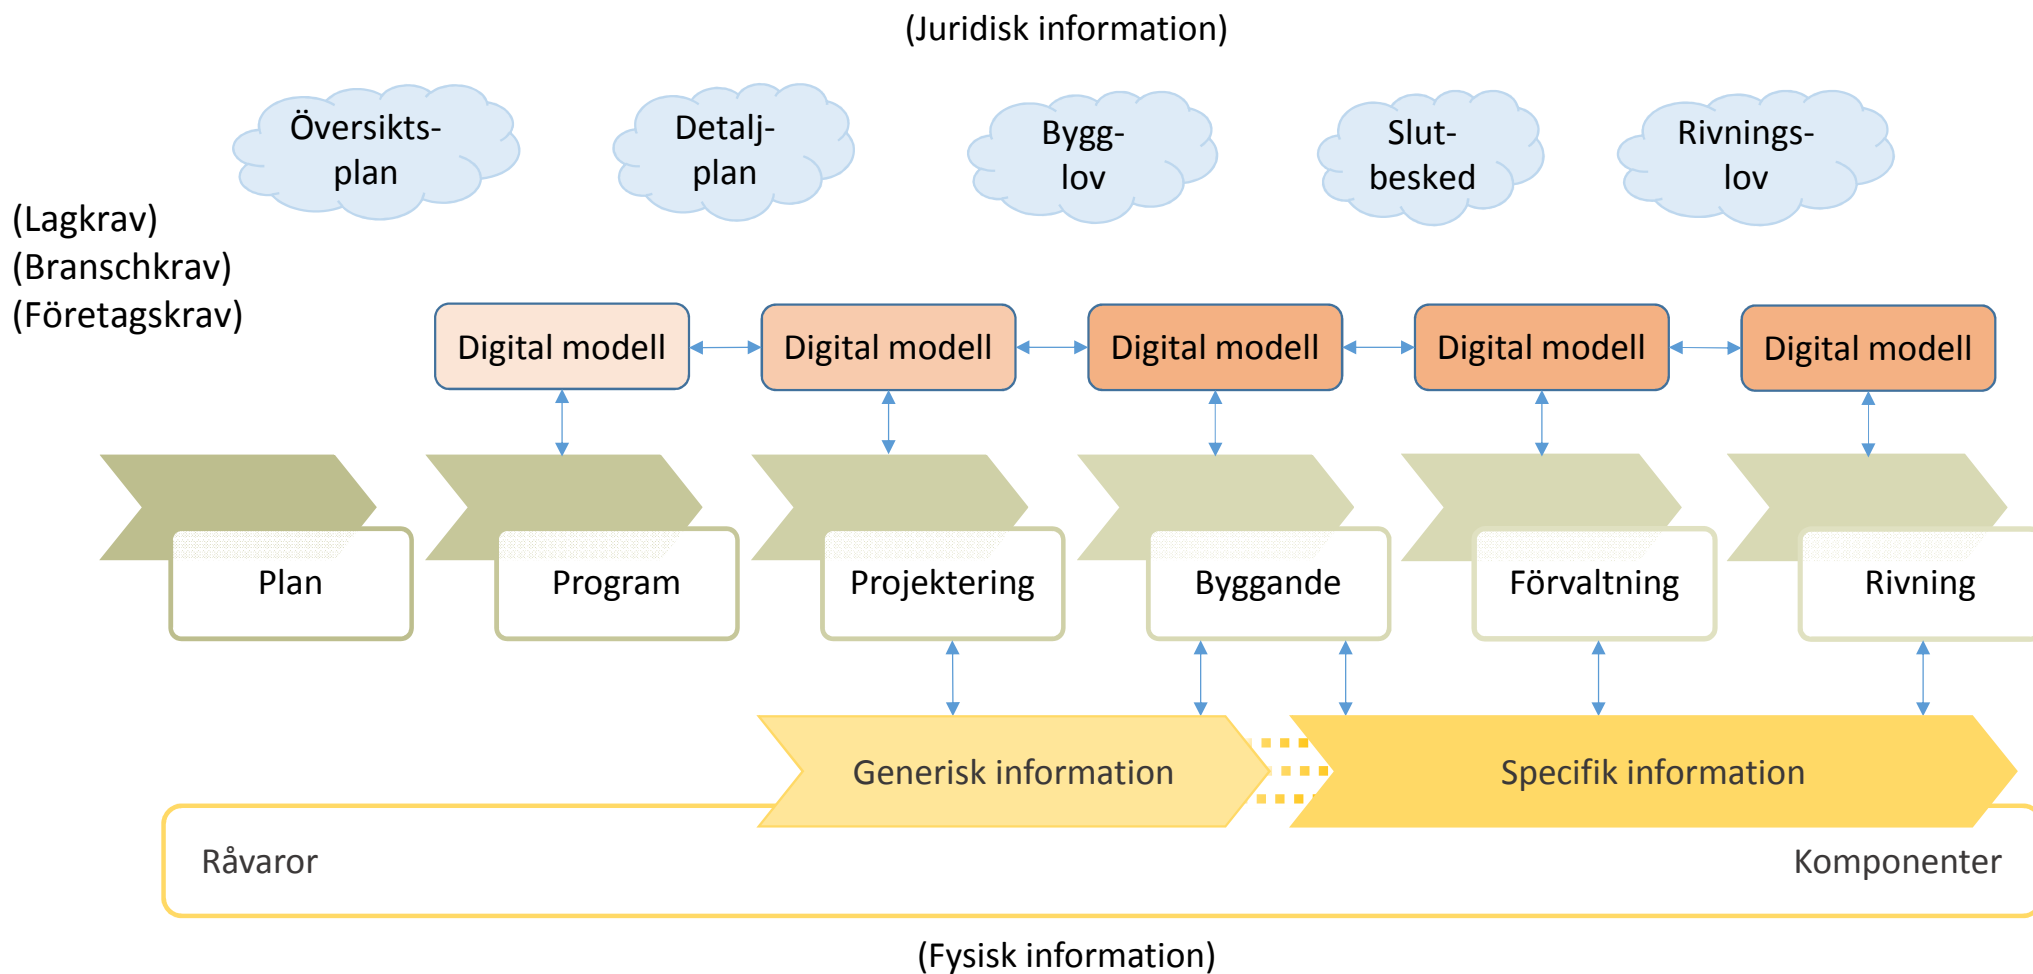 (Juridisk information)
Översikts-
plan
Detalj-
plan
Bygg-
lov
Slut-
besked
Rivnings-
lov
(Lagkrav)
(Branschkrav)
(Företagskrav)
Digital modell
Digital modell
Digital modell
Digital modell
Digital modell
Plan
Program
Projektering
Byggande
Förvaltning
Rivning
Generisk information
Specifik information
Råvaror
Komponenter
(Fysisk information)